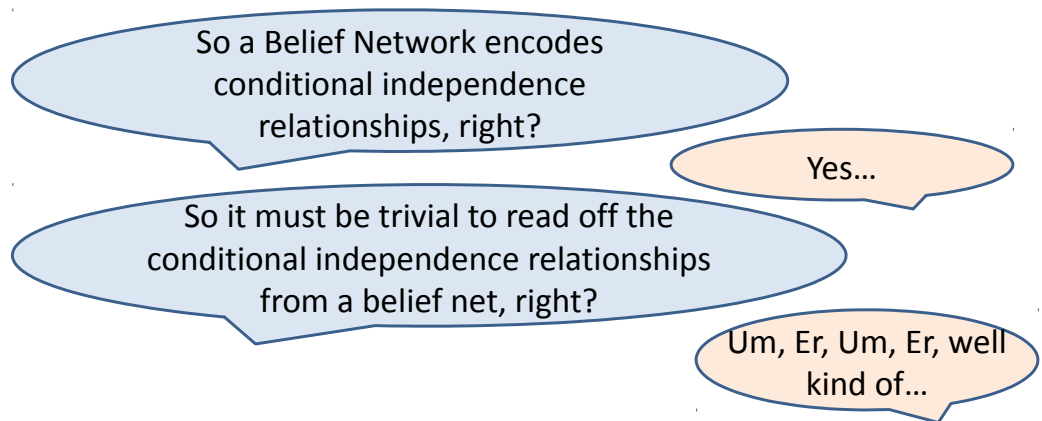 So a Belief Network encodes
conditional independence
relationships, right?
Yes…
So it must be trivial to read off the
conditional independence relationships
from a belief net, right?
Um, Er, Um, Er, well
kind of…